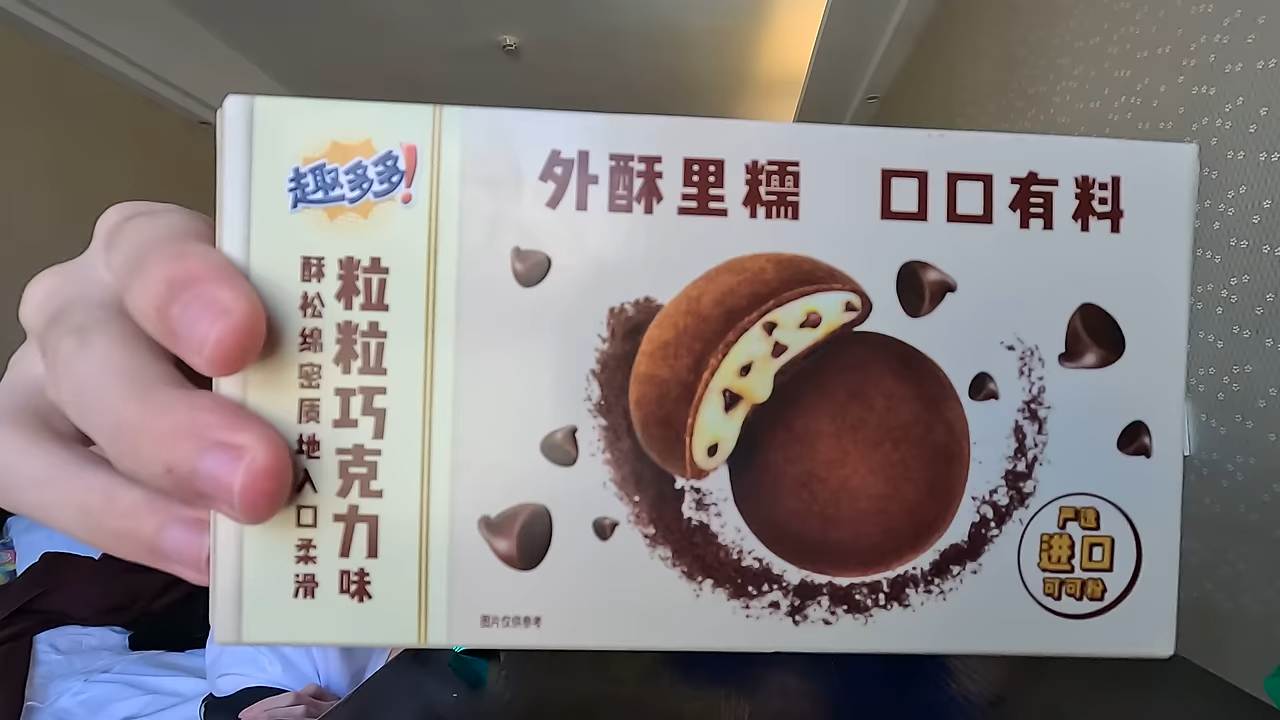 趣多多!
粒粒巧克力味
酥松绵密质地入口柔滑
外酥里糯 口口有料
严选
进口
可可粉
图片仅供参考